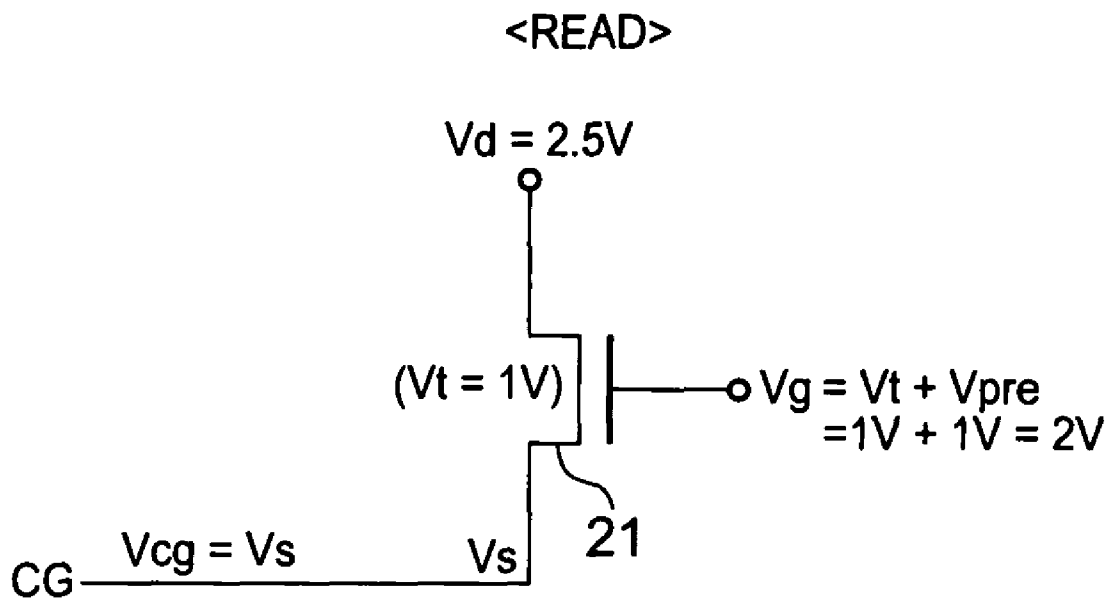 <READ>
Vd = 2.5V
(Vt = 1V)
Vg = Vt + Vpre
=1V + 1V = 2V
21
Vcg = Vs
Vs
CG